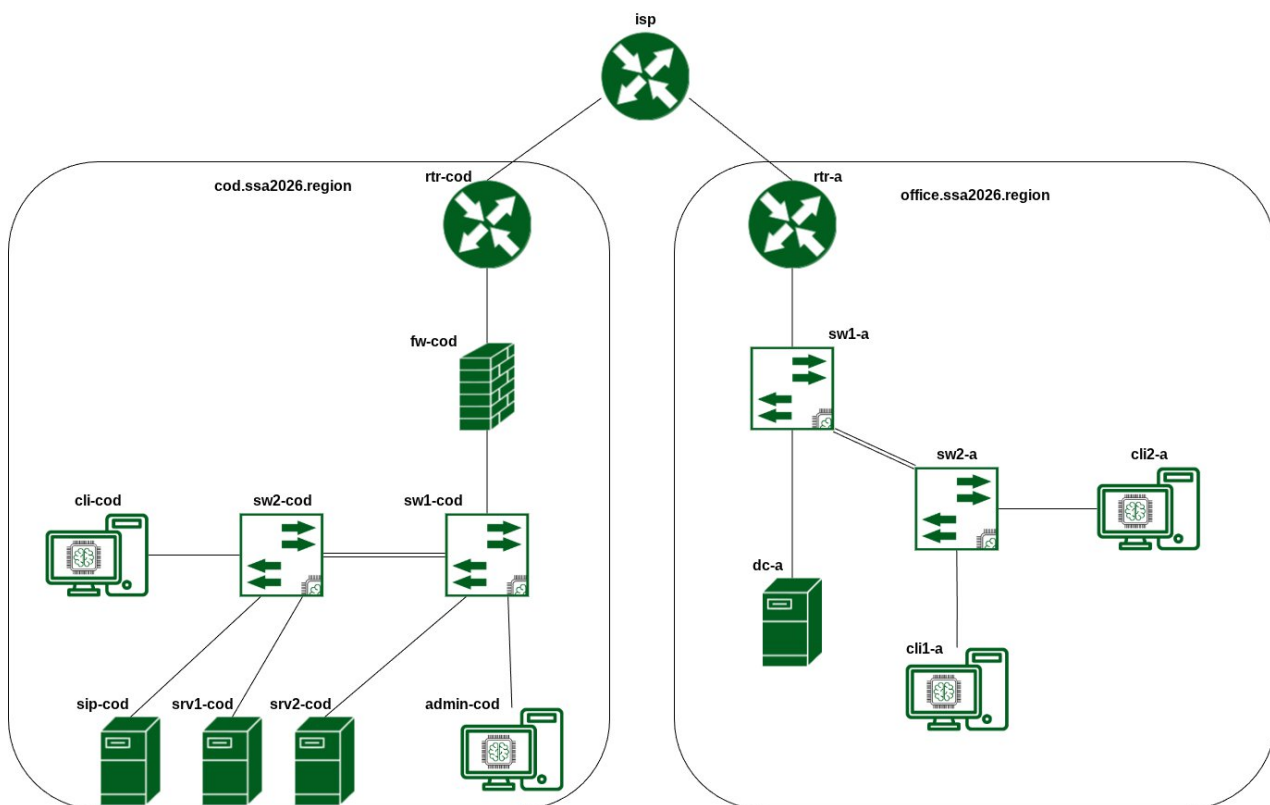 isp
cod.ssa2026.region
rtr-cod
rtr-a
office.ssa2026.region
fw-cod
sw1-a
cli-cod
sw2-cod
sw1-cod
sw2-a
cli2-a
dc-a
cli1-a
sip-cod
srv1-cod
srv2-cod
admin-cod